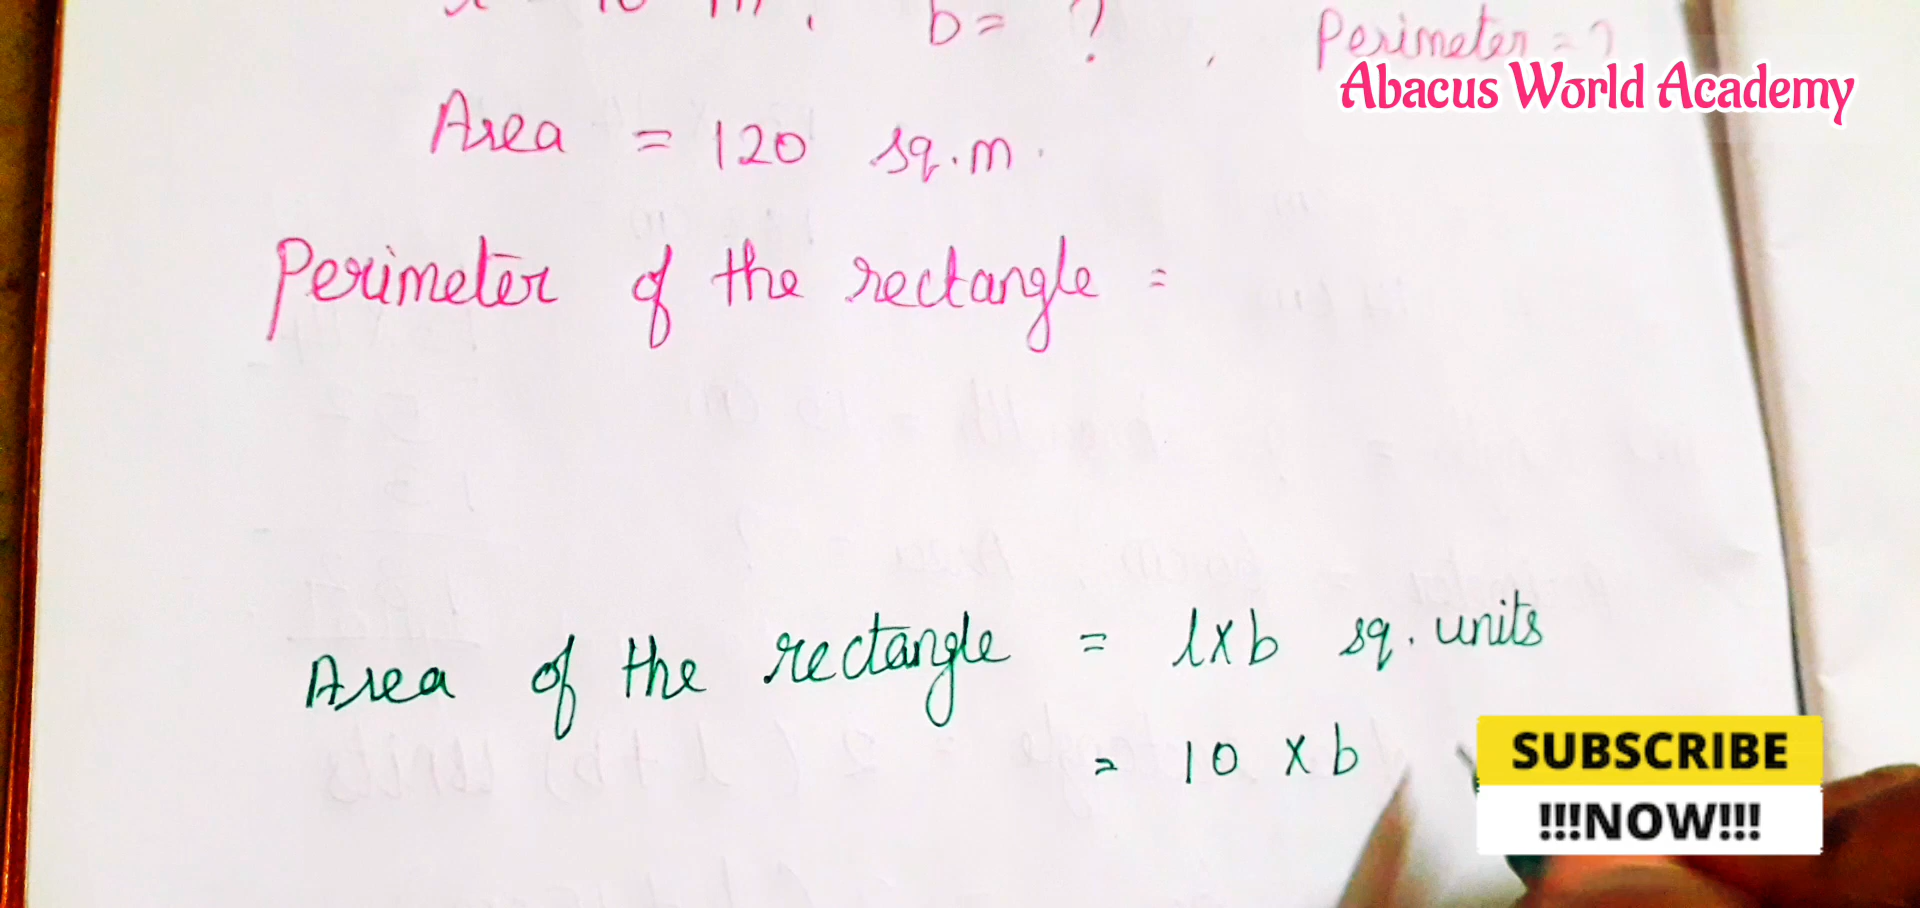 b = ? , Perimeter = ?
Abacus World Academy
Area = 120 sq.m.
Perimeter of the rectangle =
Area of the rectangle = l x b sq. units
= 10 x b
SUBSCRIBE
!!!NOW!!!